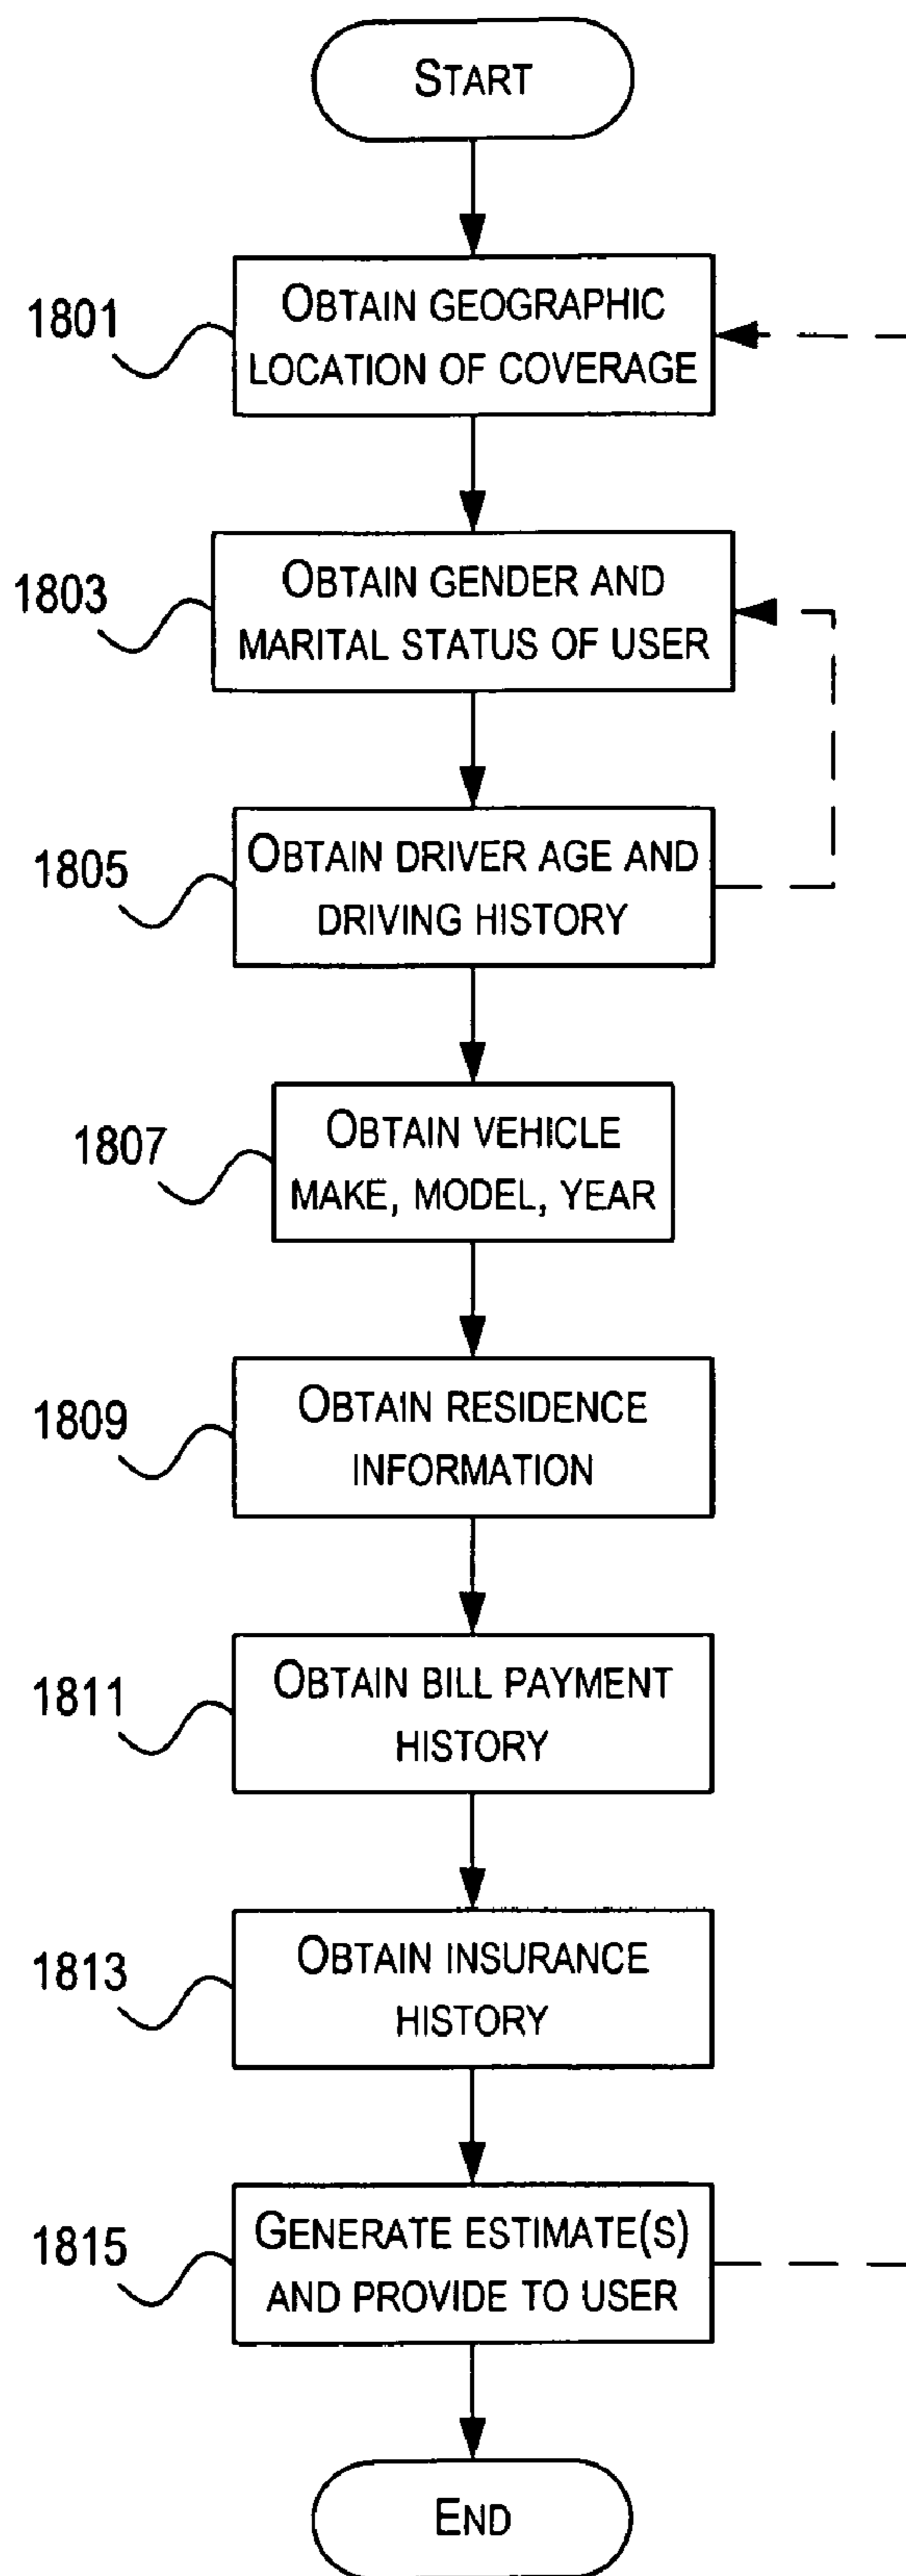 START
1801
OBTAIN GEOGRAPHIC
LOCATION OF COVERAGE
1803
OBTAIN GENDER AND
MARITAL STATUS OF USER
1805
OBTAIN DRIVER AGE AND
DRIVING HISTORY
1807
OBTAIN VEHICLE
MAKE, MODEL, YEAR
1809
OBTAIN RESIDENCE
INFORMATION
1811
OBTAIN BILL PAYMENT
HISTORY
1813
OBTAIN INSURANCE
HISTORY
1815
GENERATE ESTIMATE(S)
AND PROVIDE TO USER
END